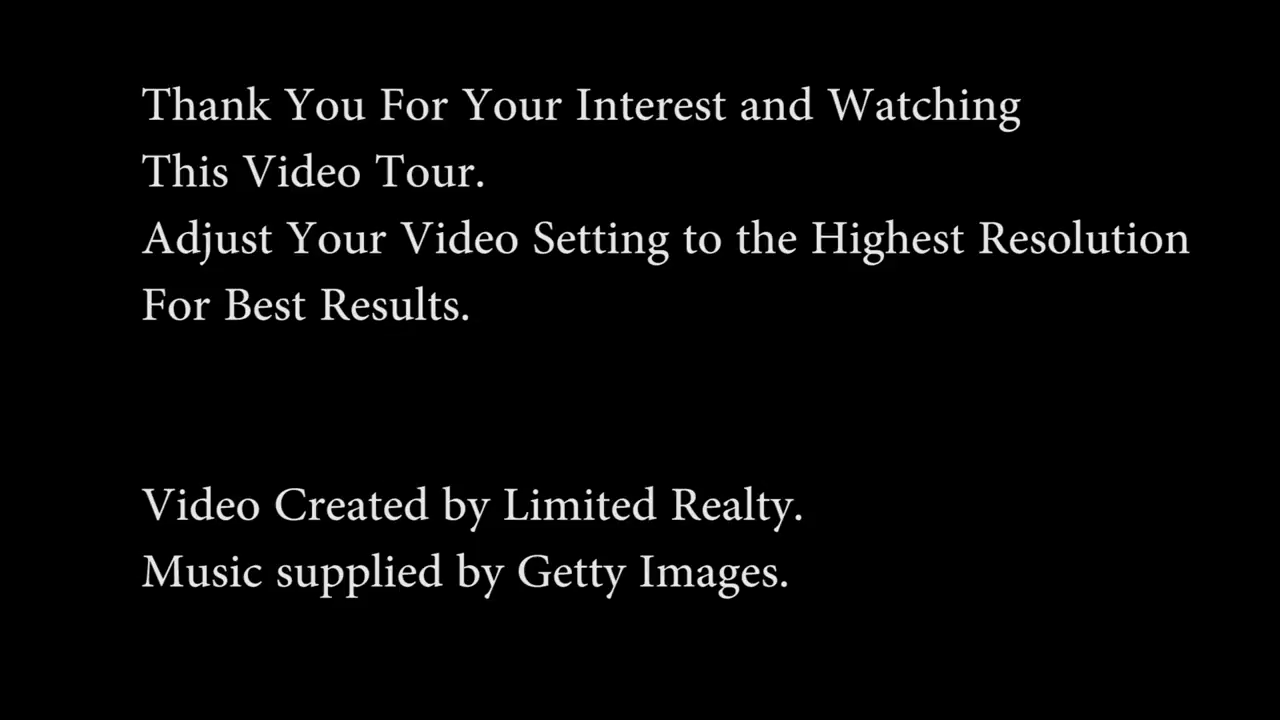 Thank You For Your Interest and Watching
This Video Tour.
Adjust Your Video Setting to the Highest Resolution
For Best Results.
Video Created by Limited Realty.
Music supplied by Getty Images.